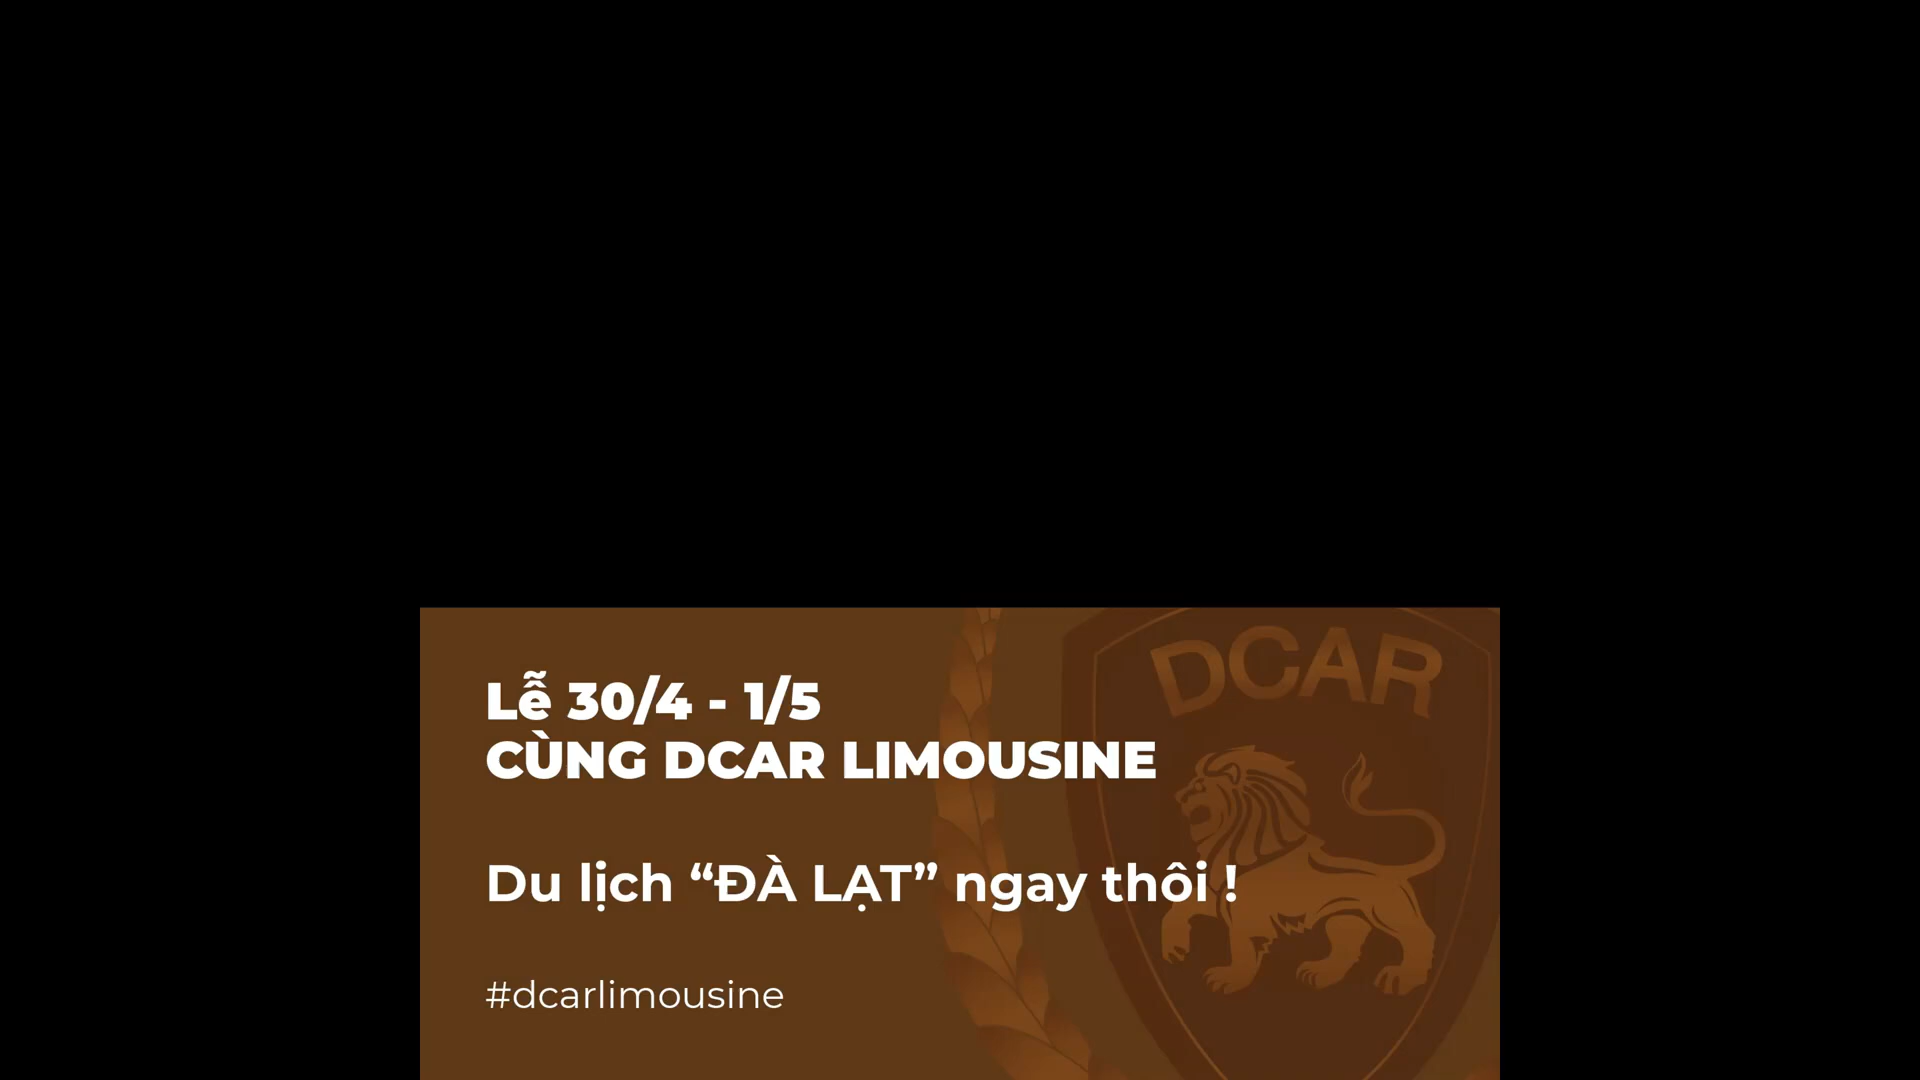 DCAR
Lễ 30/4 - 1/5
CÙNG DCAR LIMOUSINE
Du lịch “ĐÀ LẠT” ngay thôi !
#dcarlimousine